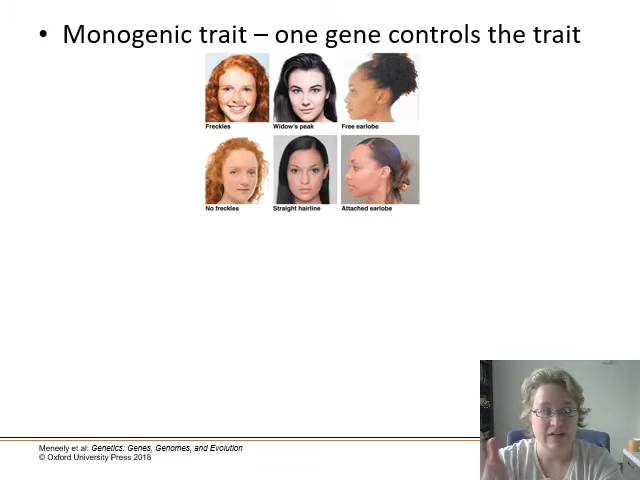 • Monogenic trait – one gene controls the trait
Freckles
Widow's peak
Free earlobe
No freckles
Straight hairline
Attached earlobe
Meneely et al: Genetics: Genes, Genomes, and Evolution
© Oxford University Press 2018